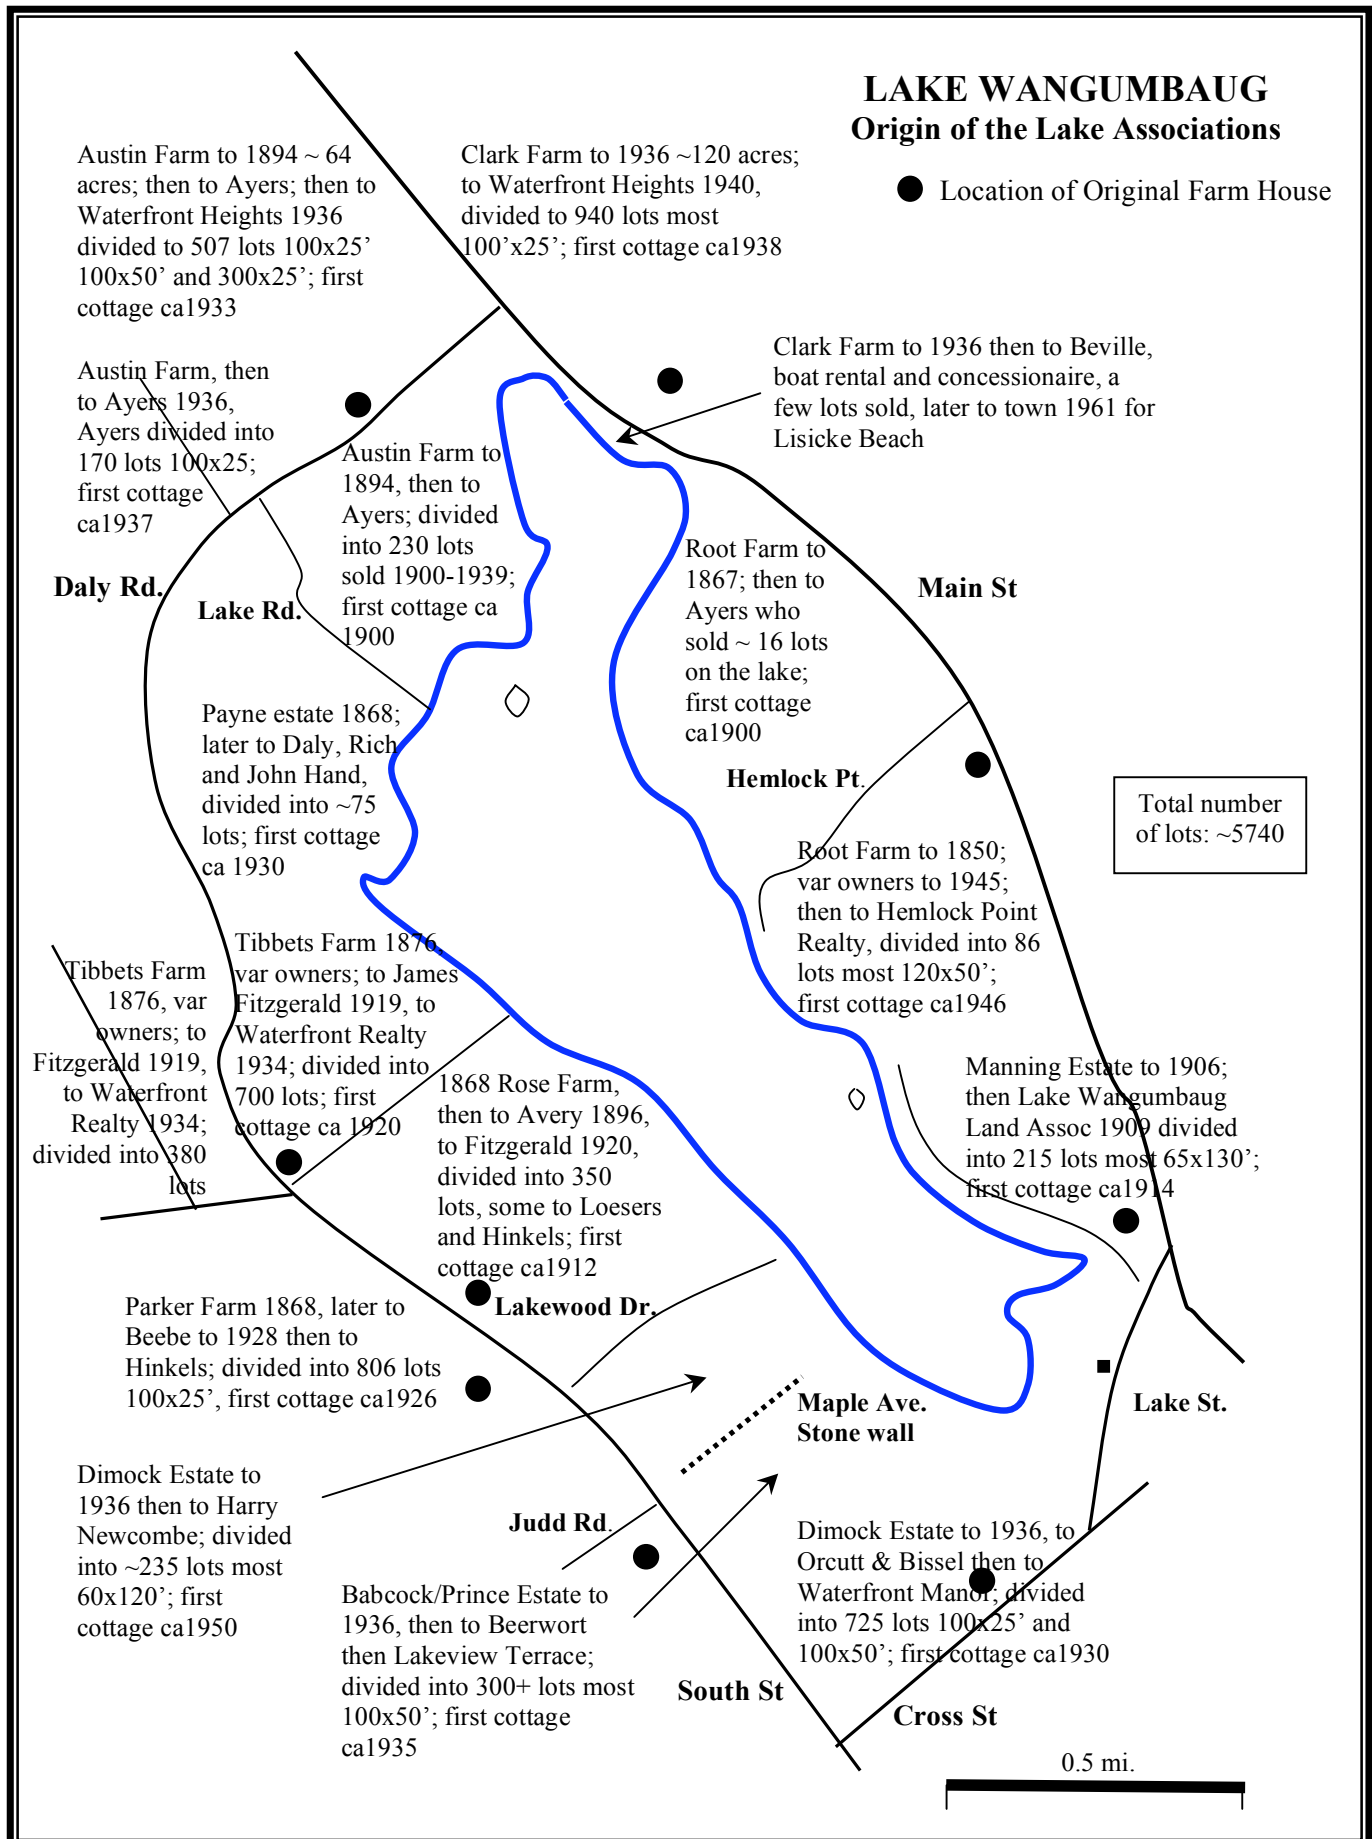 LAKE WANGUMBAUG
Origin of the Lake Associations
Location of Original Farm House
Austin Farm to 1894 ~ 64
acres; then to Ayers; then to
Waterfront Heights 1936
divided to 507 lots 100x25’
100x50’ and 300x25’; first
cottage ca1933
Clark Farm to 1936 ~120 acres;
to Waterfront Heights 1940,
divided to 940 lots most
100’x25’; first cottage ca1938
Clark Farm to 1936 then to Beville,
boat rental and concessionaire, a
few lots sold, later to town 1961 for
Lisicke Beach
Austin Farm, then
to Ayers 1936,
Ayers divided into
170 lots 100x25;
first cottage
ca1937
Austin Farm to
1894, then to
Ayers; divided
into 230 lots
sold 1900-1939;
first cottage ca
1900
Root Farm to
1867; then to
Ayers who
sold ~ 16 lots
on the lake;
first cottage
ca1900
Daly Rd.
Lake Rd.
Main St
Payne estate 1868;
later to Daly, Rich
and John Hand,
divided into ~75
lots; first cottage
ca 1930
Hemlock Pt.
Total number
of lots: ~5740
Root Farm to 1850;
var owners to 1945;
then to Hemlock Point
Realty, divided into 86
lots most 120x50’;
first cottage ca1946
Tibbets Farm
1876, var
owners; to
Fitzgerald 1919,
to Waterfront
Realty 1934;
divided into 380
lots
Tibbets Farm 1876,
var owners; to James
Fitzgerald 1919, to
Waterfront Realty
1934; divided into
700 lots; first
cottage ca 1920
1868 Rose Farm,
then to Avery 1896,
to Fitzgerald 1920,
divided into 350
lots, some to Loesers
and Hinkels; first
cottage ca1912
Manning Estate to 1906;
then Lake Wangumbaug
Land Assoc 1909 divided
into 215 lots most 65x130’;
first cottage ca1914
Lakewood Dr.
Parker Farm 1868, later to
Beebe to 1928 then to
Hinkels; divided into 806 lots
100x25’, first cottage ca1926
Maple Ave.
Stone wall
Lake St.
Dimock Estate to
1936 then to Harry
Newcombe; divided
into ~235 lots most
60x120’; first
cottage ca1950
Judd Rd.
Babcock/Prince Estate to
1936, then to Beerwort
then Lakeview Terrace;
divided into 300+ lots most
100x50’; first cottage
ca1935
Dimock Estate to 1936, to
Orcutt & Bissel then to
Waterfront Manor; divided
into 725 lots 100x25’ and
100x50’; first cottage ca1930
South St
Cross St
0.5 mi.